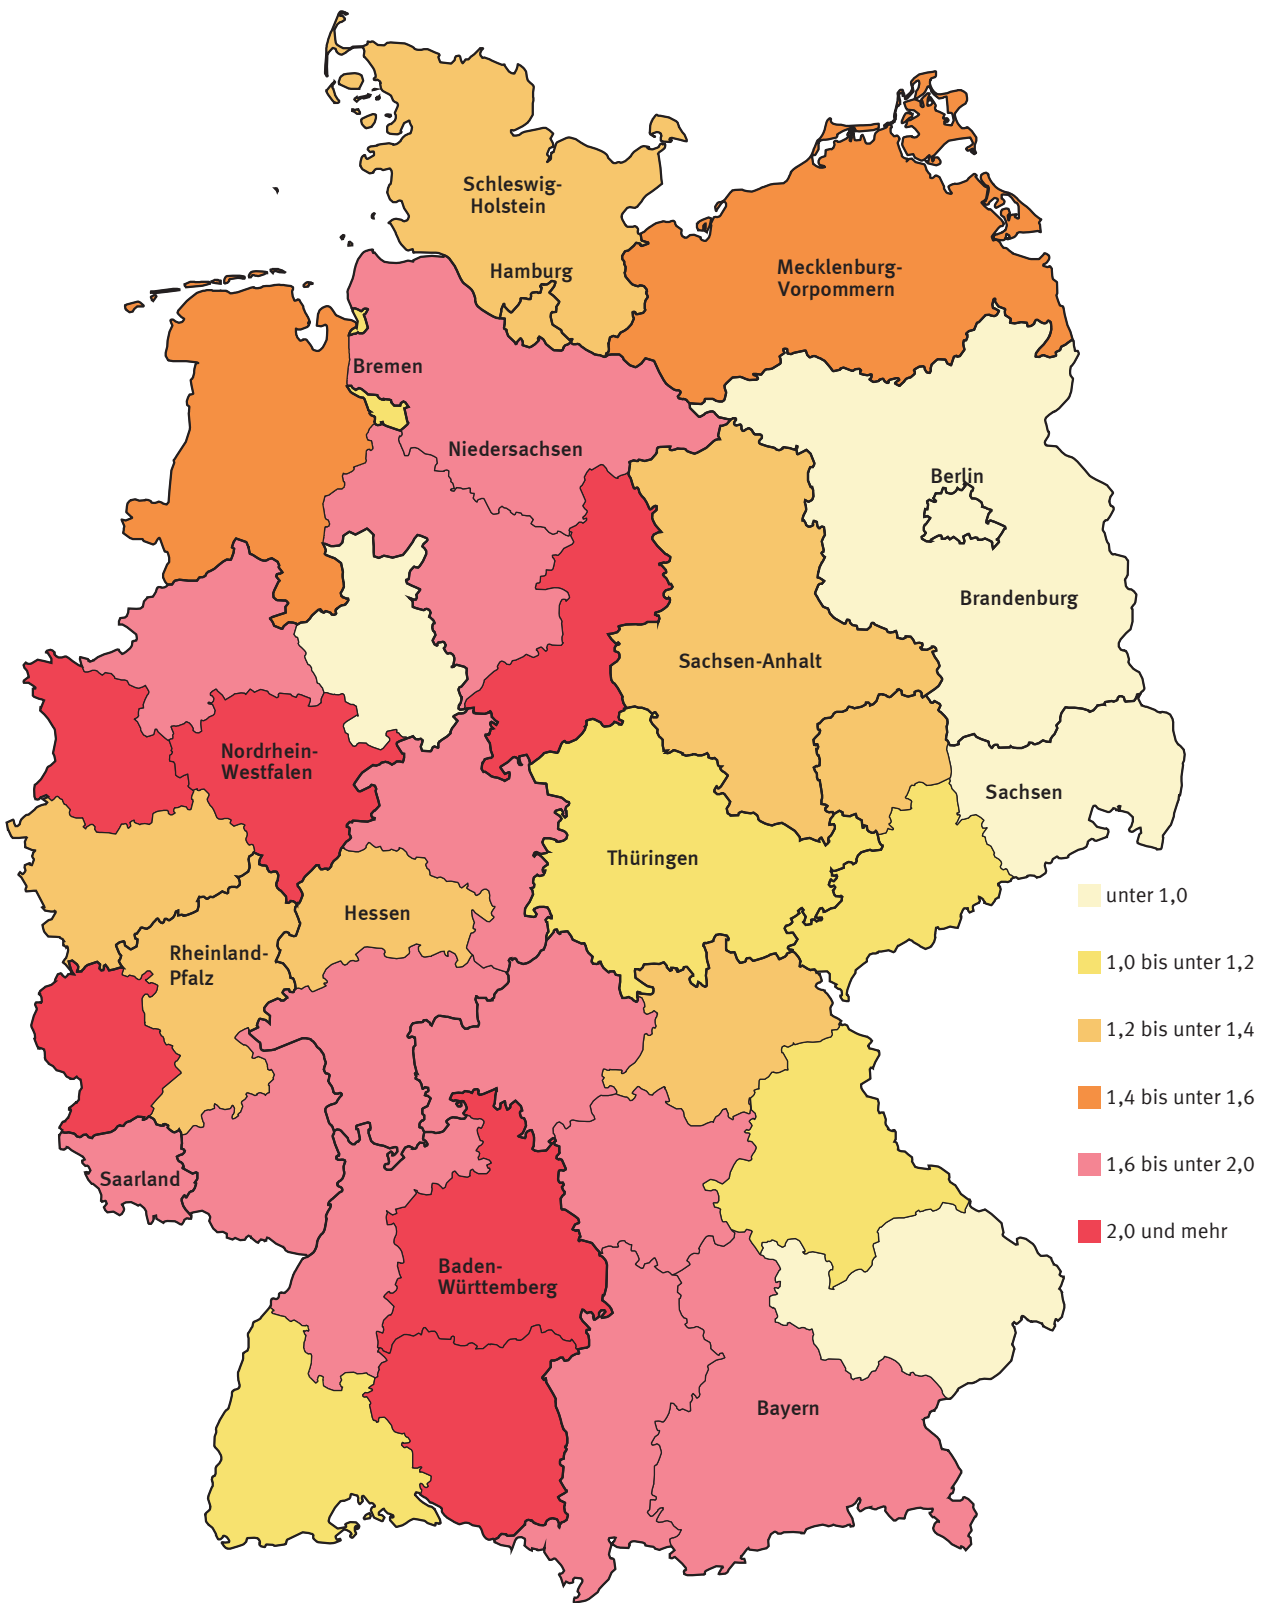 Schleswig-
Holstein
Hamburg
Mecklenburg-
Vorpommern
Bremen
Niedersachsen
Berlin
Brandenburg
Sachsen-Anhalt
Nordrhein-
Westfalen
Sachsen
Thüringen
Hessen
Rheinland-
Pfalz
Saarland
Baden-
Württemberg
Bayern
unter 1,0
1,0 bis unter 1,2
1,2 bis unter 1,4
1,4 bis unter 1,6
1,6 bis unter 2,0
2,0 und mehr